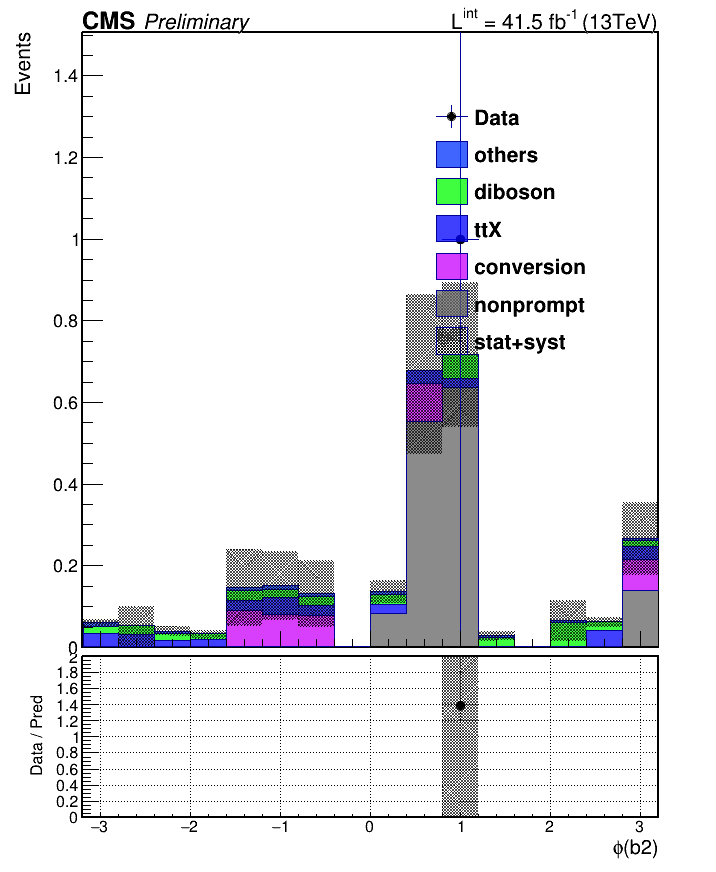 CMS Preliminary L^int = 41.5 fb^-1 (13TeV)
Events
1.4
1.2
1
0.8
0.6
0.4
0.2
0
Data
others
diboson
ttX
conversion
nonprompt
stat+syst
Data / Pred
2
1.8
1.6
1.4
1.2
1
0.8
0.6
0.4
0.2
0
−3 −2 −1 0 1 2 3
ϕ(b2)